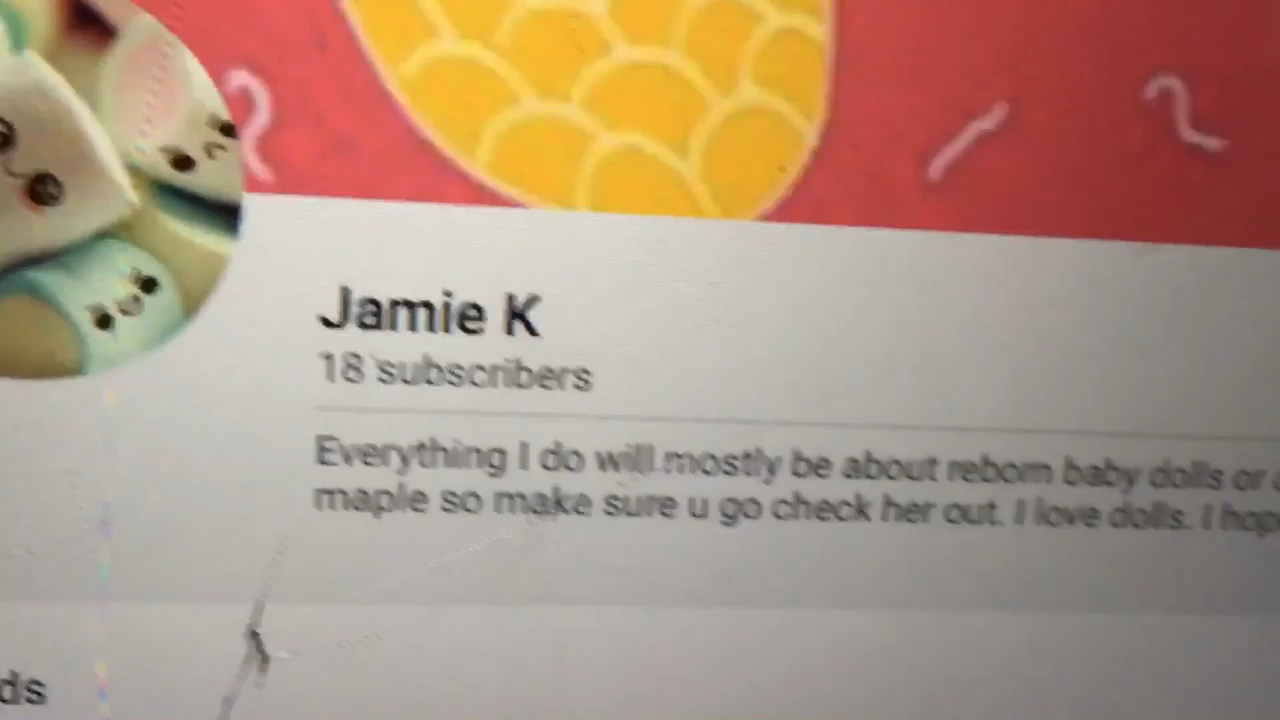 Jamie K
18 subscribers
Everything I do will mostly be about reborn baby dolls or
maple so make sure u go check her out. I love dolls. I hop
ds